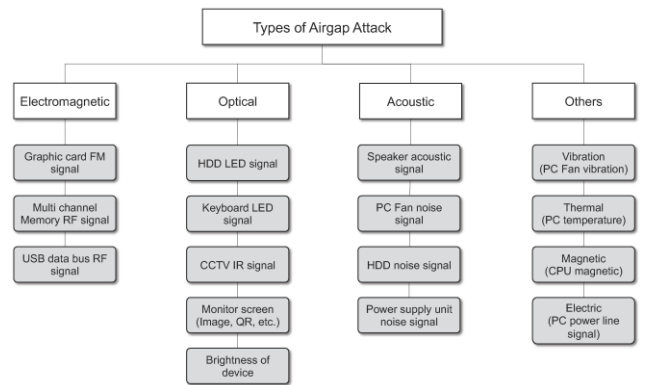 Types of Airgap Attack
Electromagnetic
Optical
Acoustic
Others
Graphic card FM
signal
Multi channel
Memory RF signal
USB data bus RF
signal
HDD LED signal
Keyboard LED
signal
CCTV IR signal
Monitor screen
(Image, QR, etc.)
Brightness of
device
Speaker acoustic
signal
PC Fan noise
signal
HDD noise signal
Power supply unit
noise signal
Vibration
(PC Fan vibration)
Thermal
(PC temperature)
Magnetic
(CPU magnetic)
Electric
(PC power line
signal)